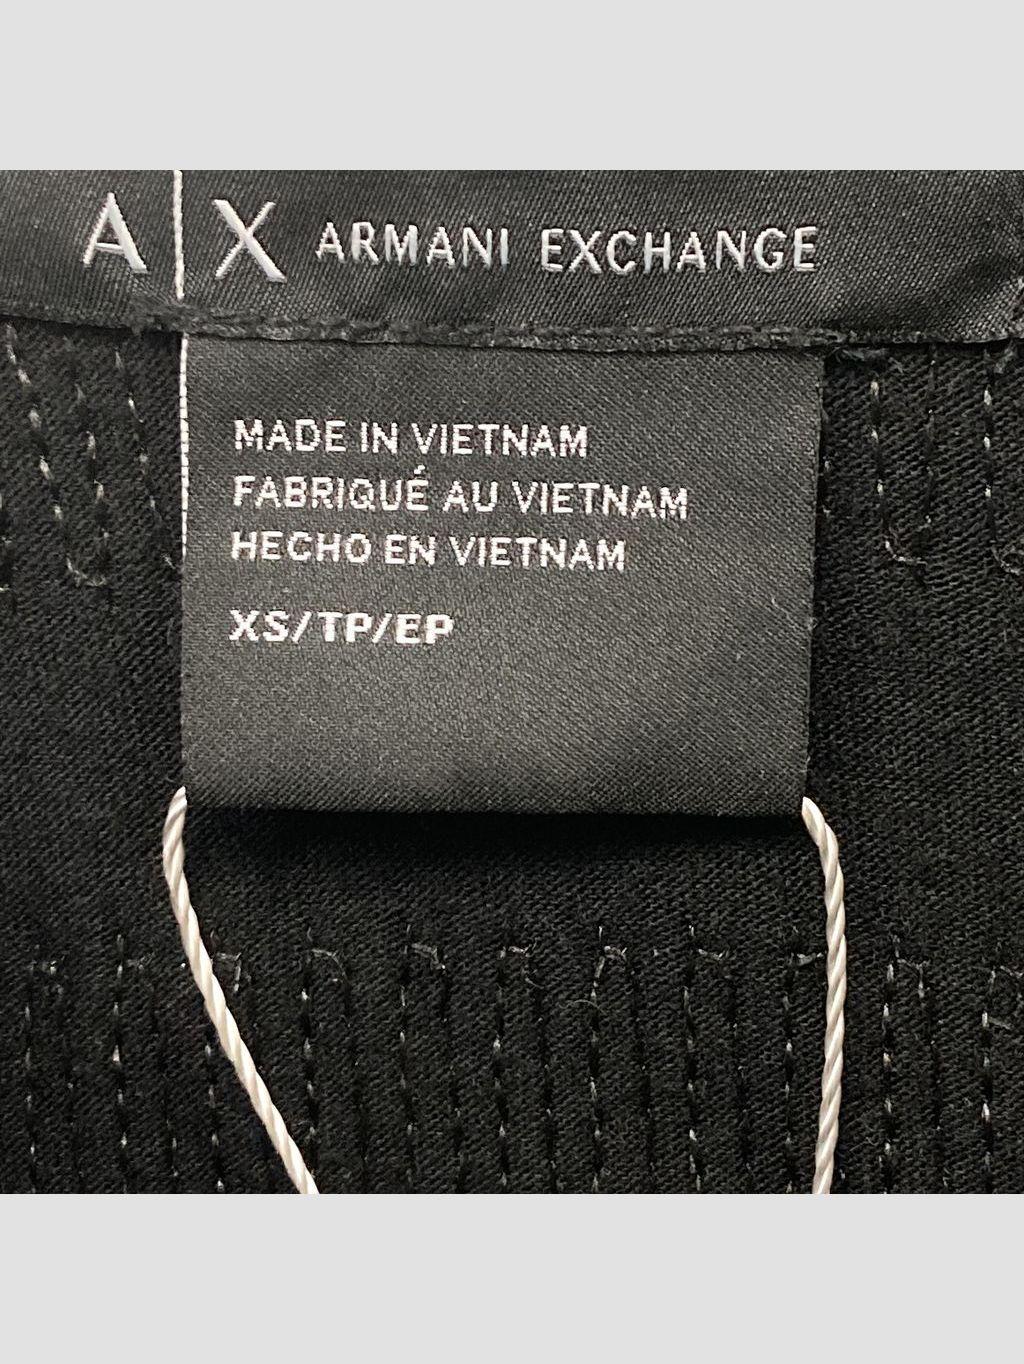 A|X ARMANI EXCHANGE
MADE IN VIETNAM
FABRIQUÉ AU VIETNAM
HECHO EN VIETNAM
XS/TP/EP